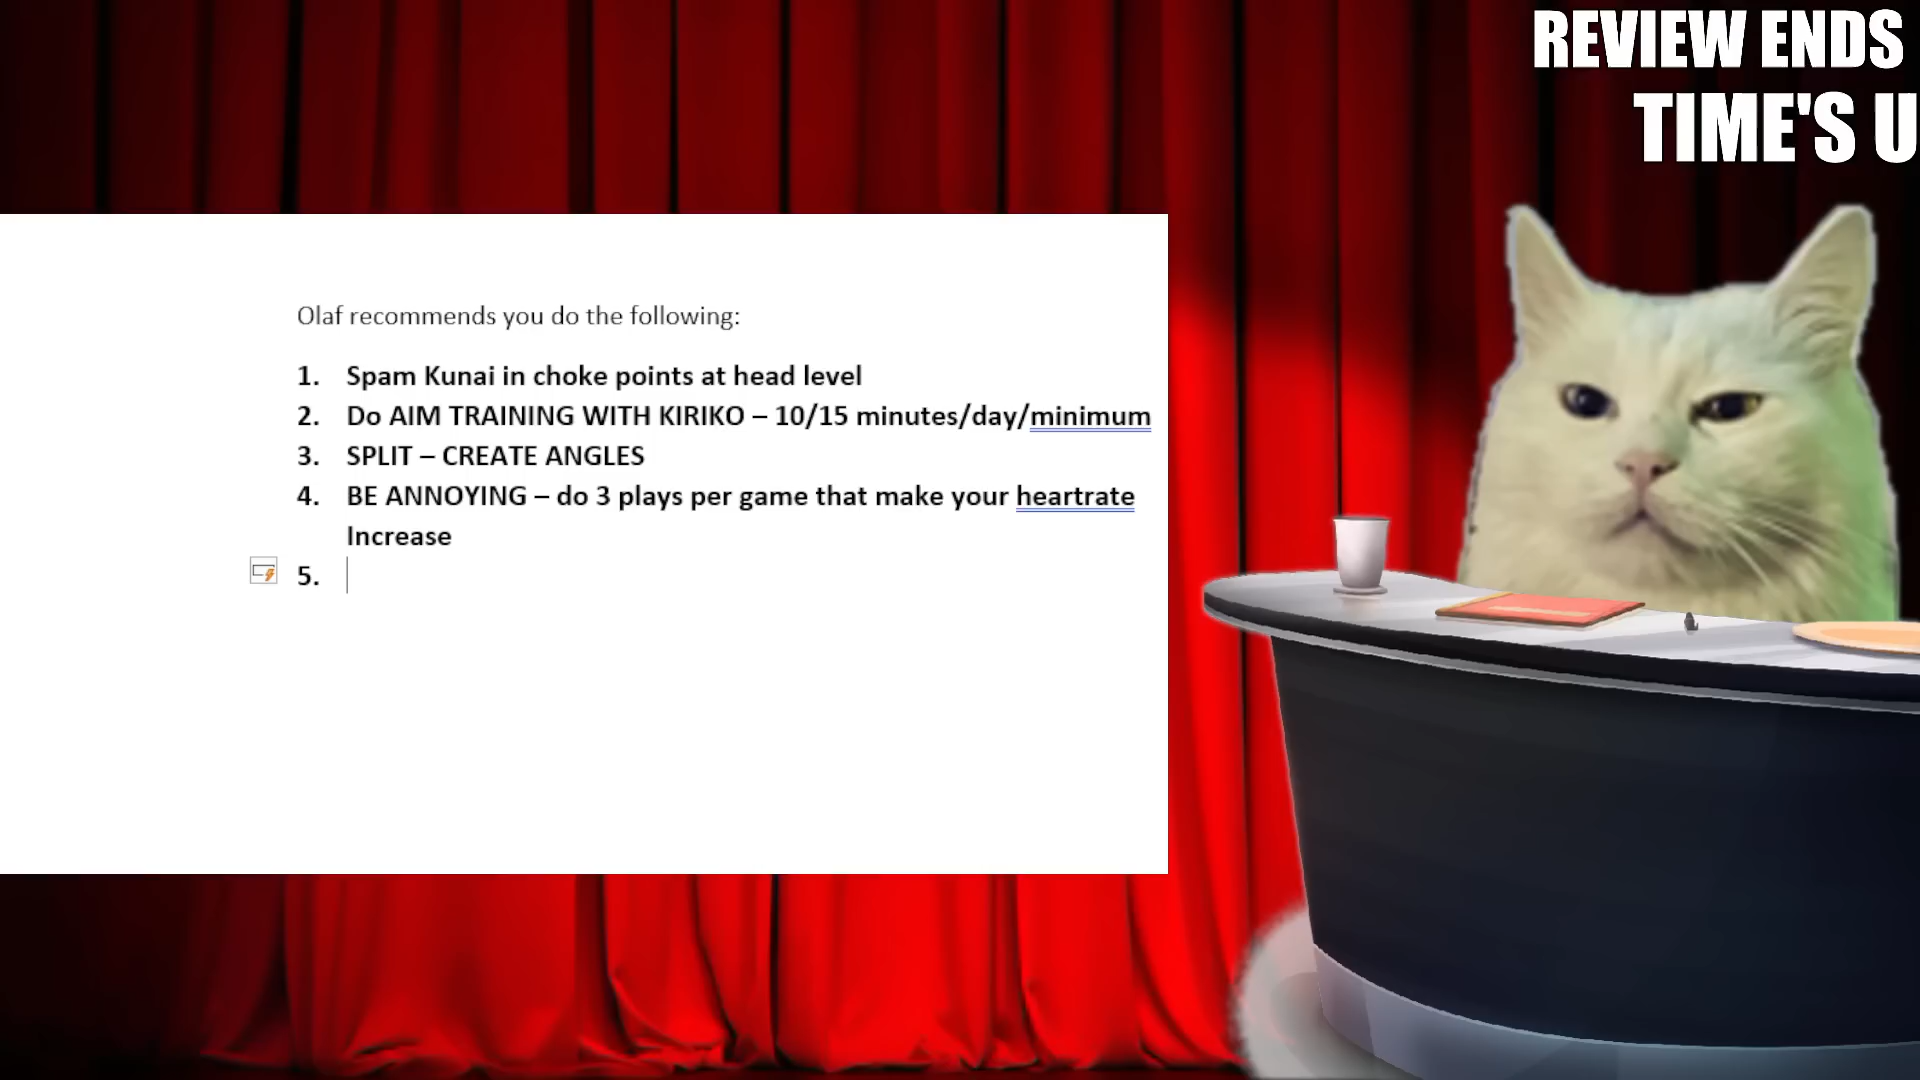 REVIEW ENDS
TIME'S U
Olaf recommends you do the following:
1. Spam Kunai in choke points at head level
2. Do AIM TRAINING WITH KIRIKO – 10/15 minutes/day/minimum
3. SPLIT – CREATE ANGLES
4. BE ANNOYING – do 3 plays per game that make your heartrate
Increase
5.